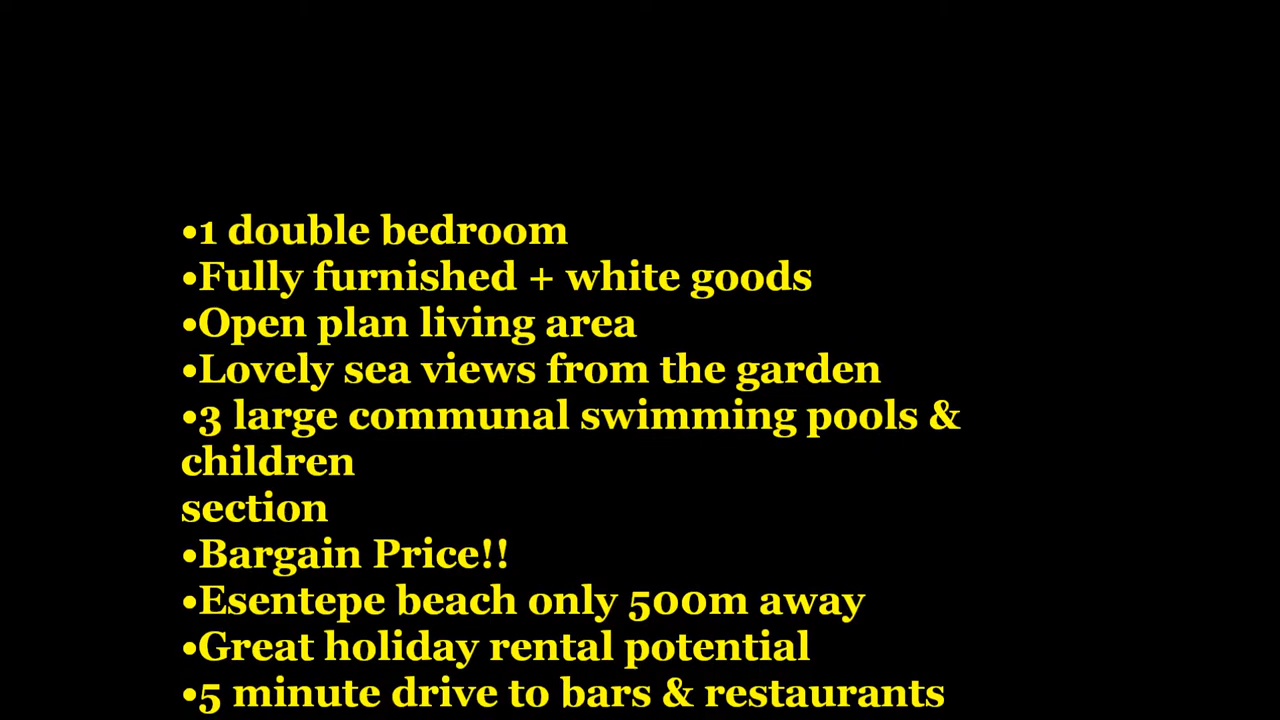 •1 double bedroom
•Fully furnished + white goods
•Open plan living area
•Lovely sea views from the garden
•3 large communal swimming pools &
children
section
•Bargain Price!!
•Esentepe beach only 500m away
•Great holiday rental potential
•5 minute drive to bars & restaurants